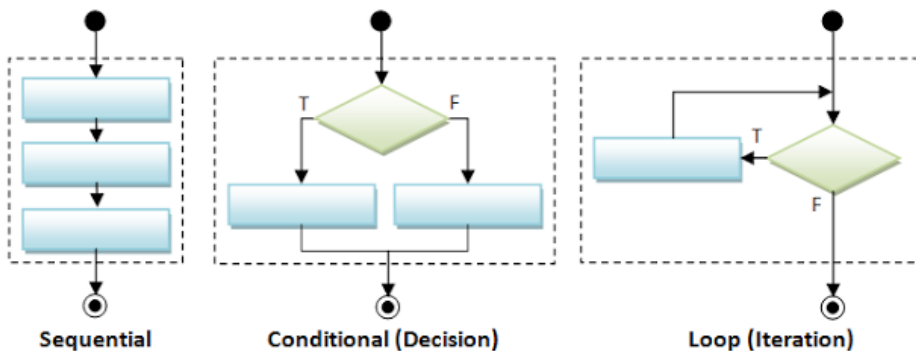 T
F
T
F
Sequential
Conditional (Decision)
Loop (Iteration)